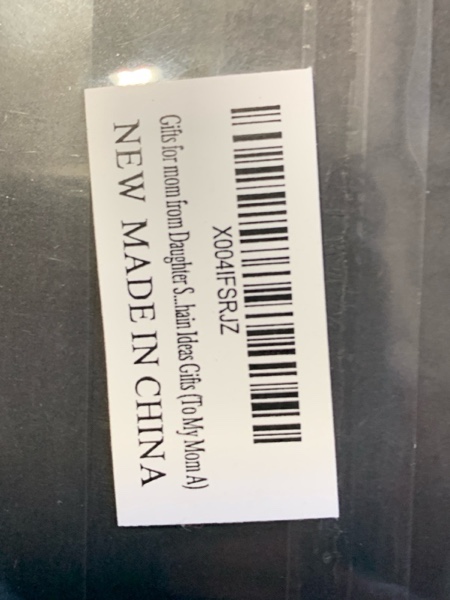 X004IFSRJZ
Gifts for mom from Daughter S...hain Ideas Gifts (To My Mom A)
NEW MADE IN CHINA